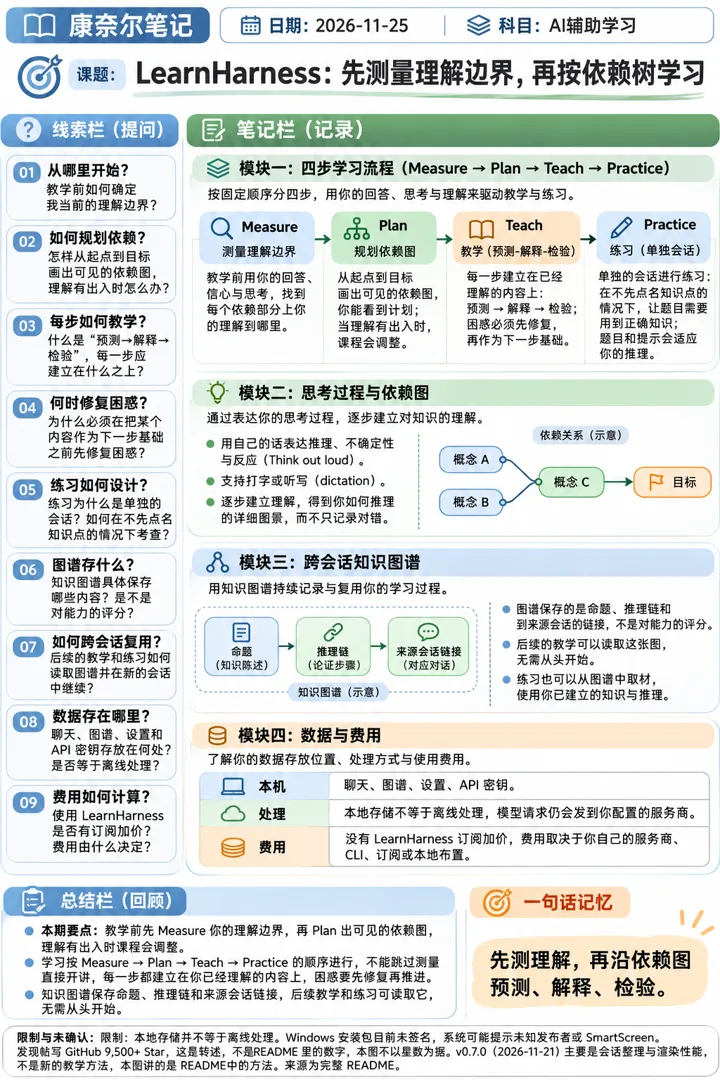 康奈尔笔记
日期：2026-11-25
科目：AI辅助学习
课题：
LearnHarness：先测量理解边界，再按依赖树学习
线索栏（提问）
01 从哪里开始？
教学前如何确定
我当前的理解边界？
02 如何规划依赖？
怎样从起点到目标
画出可见的依赖图，
理解有出入时怎么办？
03 每步如何教学？
什么是“预测→解释→
检验”，每一步应
建立在什么之上？
04 何时修复困惑？
为什么必须在把某个
内容作为下一步基础
之前先修复困惑？
05 练习如何设计？
练习为什么是单独的
会话？如何在不先点名
知识点的情况下考查？
06 图谱存什么？
知识图谱具体保存
哪些内容？是不是
对能力的评分？
07 如何跨会话复用？
后续的教学和练习如何
读取图谱并在新的会话
中继续？
08 数据存在哪里？
聊天、图谱、设置和
API 密钥存放在何处？
是否等于离线处理？
09 费用如何计算？
使用 LearnHarness
是否有订阅加价？
费用由什么决定？
笔记栏（记录）
模块一：四步学习流程（Measure → Plan → Teach → Practice）
按固定顺序分四步，用你的回答、思考与理解来驱动教学与练习。
Measure
测量理解边界
教学前用你的回答、
信心与思考，找到
每个依赖部分上你
的理解到哪里。
Plan
规划依赖图
从起点到目标
画出可见的依赖图，
你能看到计划；
当理解有出入时，
课程会调整。
Teach
教学（预测-解释-检验）
每一步建立在已经
理解的内容上：
预测 → 解释 → 检验；
困惑必须先修复，
再作为下一步基础。
Practice
练习（单独会话）
单独的会话进行练习：
在不先点名知识点的
情况下，让题目需要
用到正确知识；
题目和提示会适应
你的推理。
模块二：思考过程与依赖图
通过表达你的思考过程，逐步建立对知识的理解。
用自己的话表达推理、不确定性
与反应（Think out loud）。
支持打字或听写（dictation）。
逐步建立理解，得到你如何推理
的详细图景，而不只记录对错。
依赖关系（示意）
概念 A
概念 B
概念 C
目标
模块三：跨会话知识图谱
用知识图谱持续记录与复用你的学习过程。
命题
（知识陈述）
推理链
（论证步骤）
来源会话链接
（对应对话）
知识图谱（示意）
图谱保存的是命题、推理链和
到来源会话的链接，不是对能力的评分。
后续的教学可以读取这张图，
无需从头开始。
练习也可以从图谱中取材，
使用你已建立的知识与推理。
模块四：数据与费用
了解你的数据存放位置、处理方式与使用费用。
本机 聊天、图谱、设置、API 密钥。
处理 本地存储不等于离线处理，模型请求仍会发到你配置的服务商。
费用 没有 LearnHarness 订阅加价，费用取决于你自己的服务商、
CLI、订阅或本地布置。
总结栏（回顾）
本期要点：教学前先 Measure 你的理解边界，再 Plan 出可见的依赖图，
理解有出入时课程会调整。
学习按 Measure → Plan → Teach → Practice 的顺序进行，不能跳过测量
直接开讲，每一步都建立在你已经理解的内容上，困惑要先修复再推进。
知识图谱保存命题、推理链和来源会话链接，后续教学和练习可读取它，
无需从头开始。
一句话记忆
先测理解，再沿依赖图
预测、解释、检验。
限制与未确认：限制：本地存储并不等于离线处理。Windows 安装包目前未签名，系统可能提示未知发布者或 SmartScreen。
发现帖写 GitHub 9,500+ Star，这是转述，不是README 里的数字，本图不以星数为据。v0.7.0（2026-11-21）主要是会话整理与渲染性能，
不是新的教学方法，本图讲的是 README中的方法。来源为完整 README。